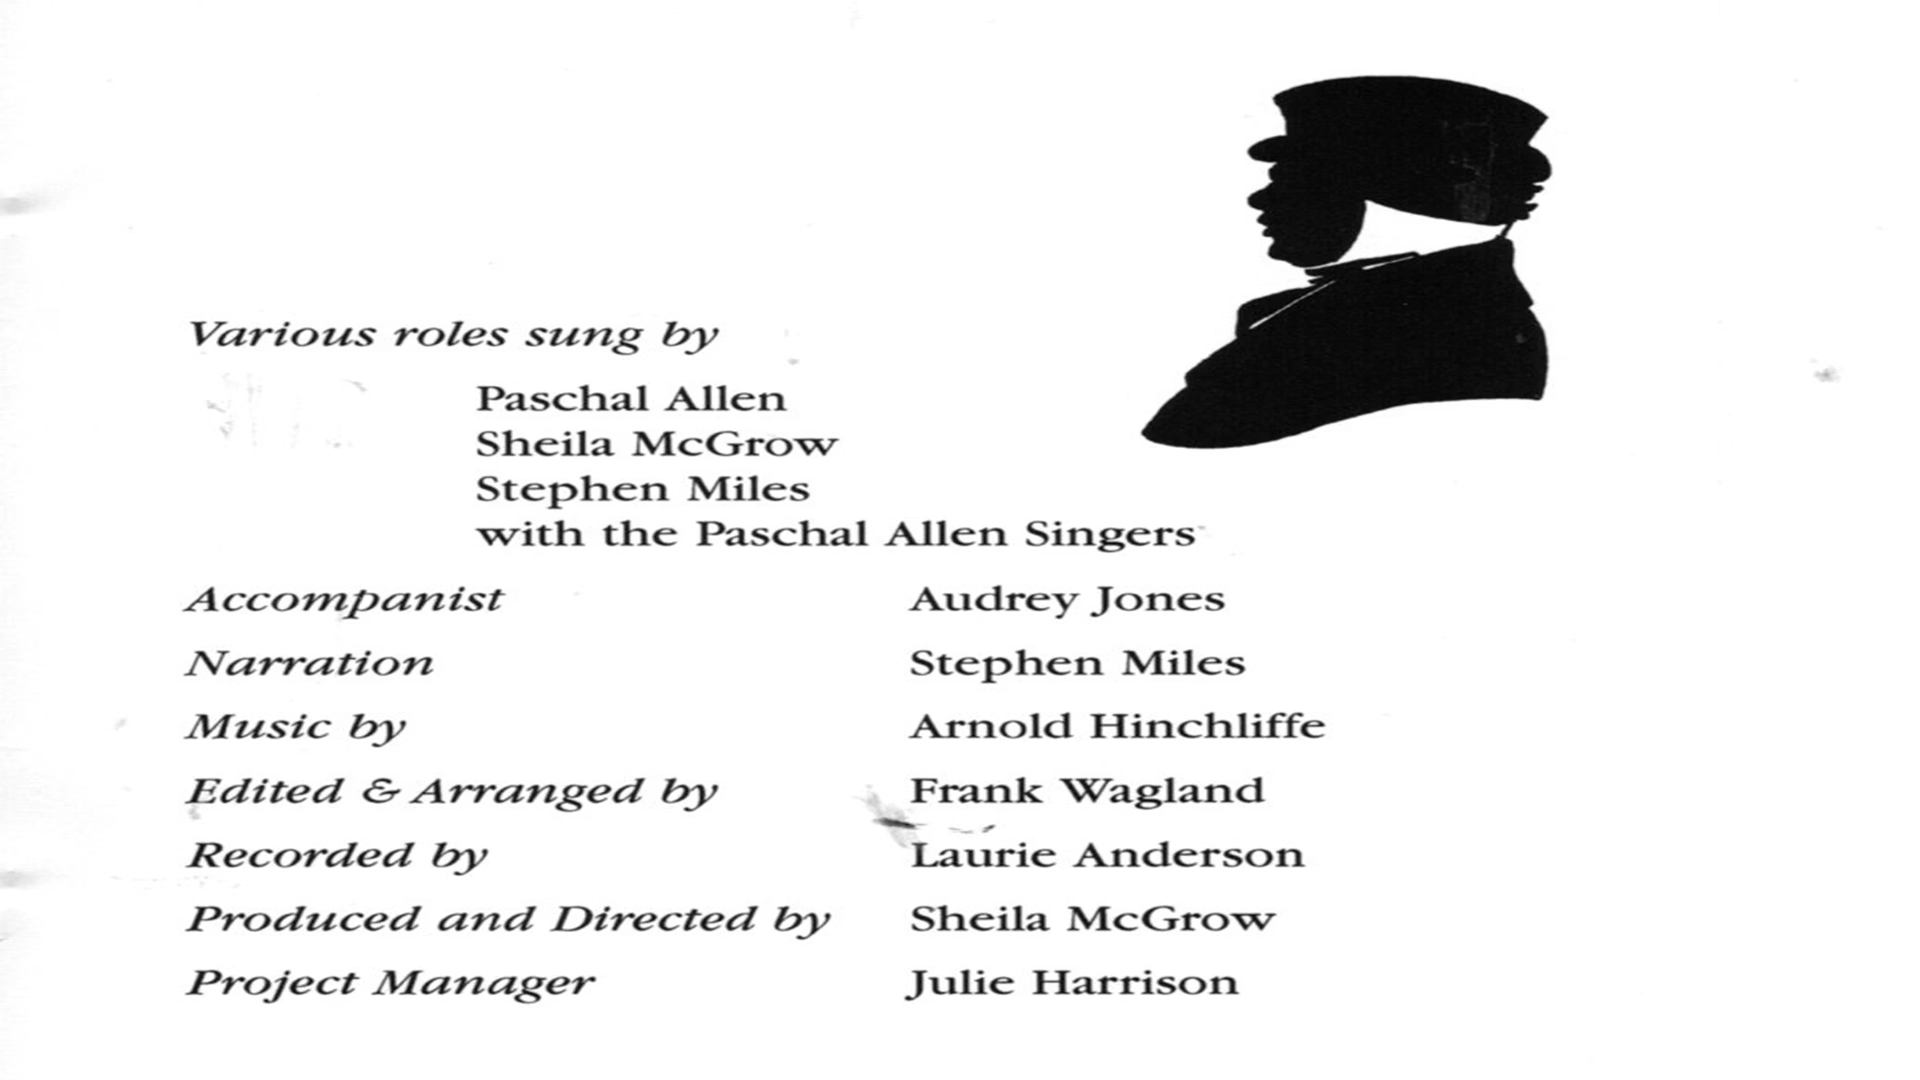 Various roles sung by
Paschal Allen
Sheila McGrow
Stephen Miles
with the Paschal Allen Singers
Accompanist Audrey Jones
Narration Stephen Miles
Music by Arnold Hinchliffe
Edited & Arranged by Frank Wagland
Recorded by Laurie Anderson
Produced and Directed by Sheila McGrow
Project Manager Julie Harrison